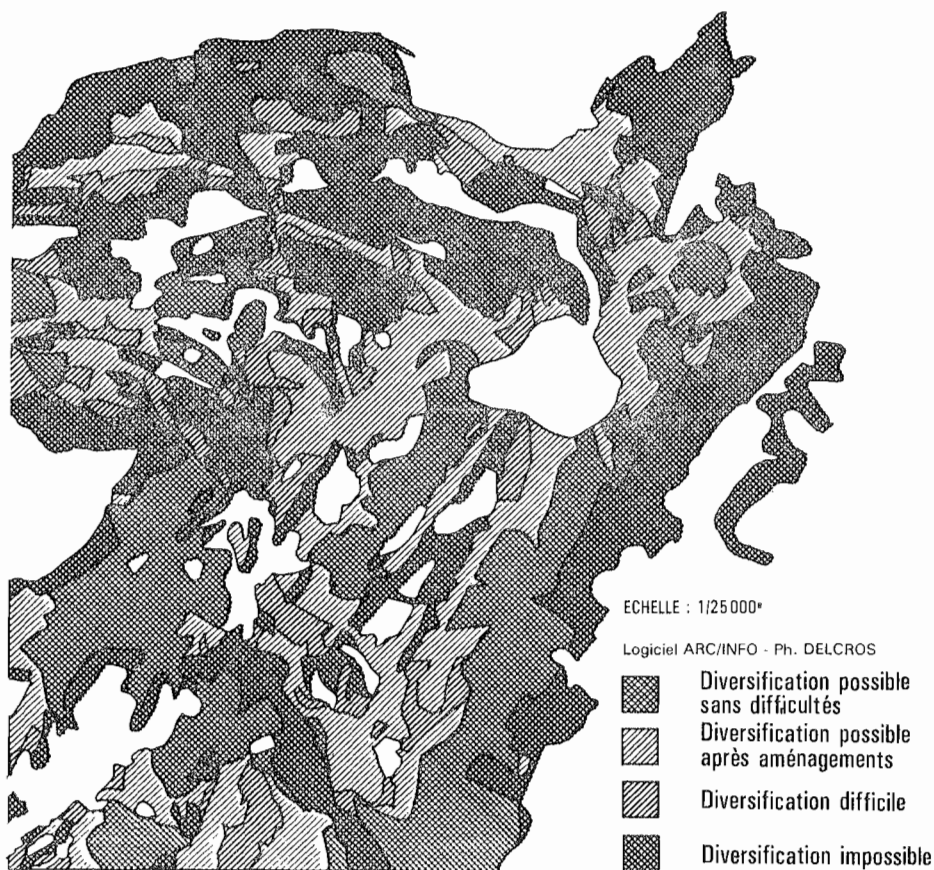 ECHELLE : 1/25000e
Logiciel ARC/INFO - Ph. DELCROS
Diversification possible
sans difficultés
Diversification possible
après aménagements
Diversification difficile
Diversification impossible